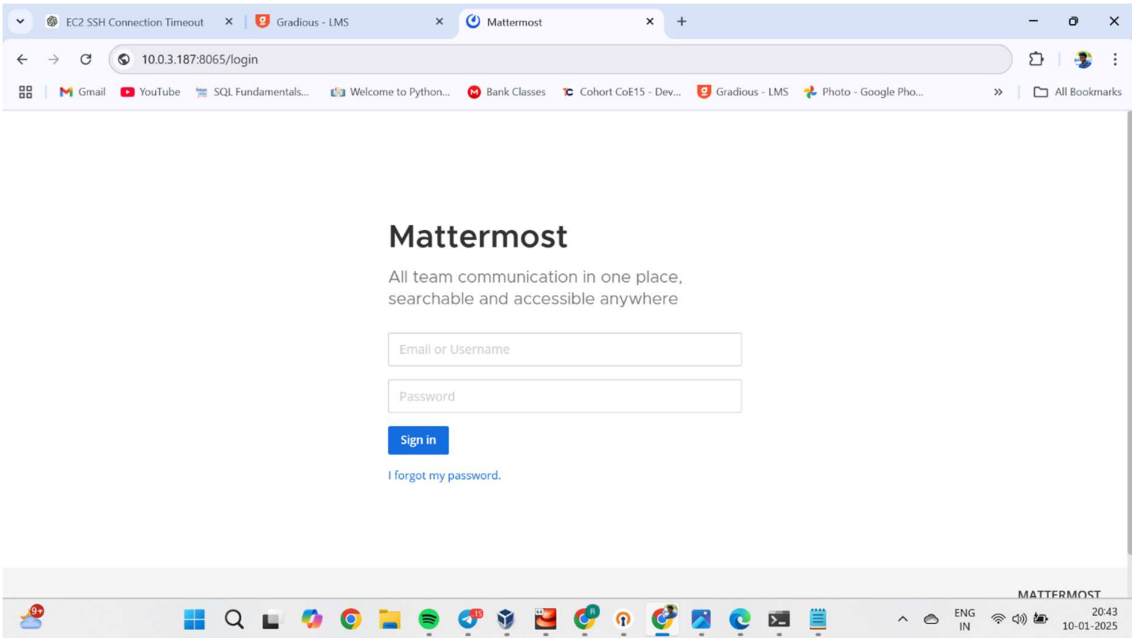 EC2 SSH Connection Timeout
Gradious - LMS
Mattermost
10.0.3.187:8065/login
Gmail
YouTube
SQL Fundamentals...
Welcome to Python...
Bank Classes
Cohort CoE15 - Dev...
Gradious - LMS
Photo - Google Pho...
All Bookmarks
Mattermost
All team communication in one place,
searchable and accessible anywhere
Email or Username
Password
Sign in
I forgot my password.
MATTERMOST
9+
15
ENG
IN
20:43
10-01-2025